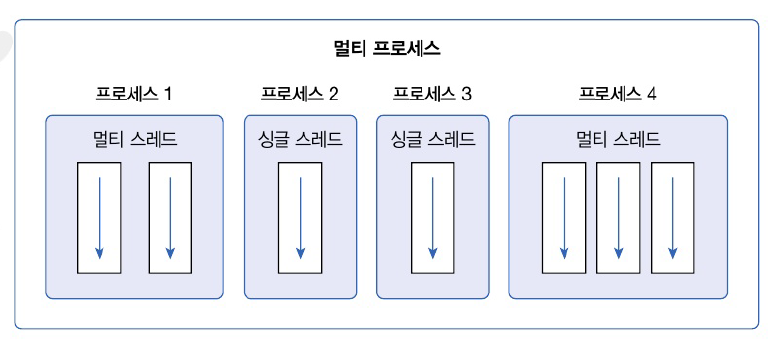 멀티 프로세스
프로세스 1
프로세스 2
프로세스 3
프로세스 4
멀티 스레드
싱글 스레드
싱글 스레드
멀티 스레드